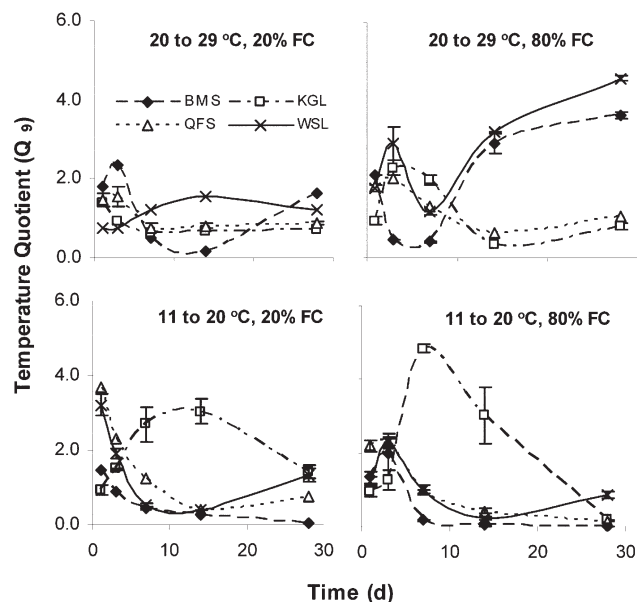 Temperature Quotient (Q 9)
6.0
4.0
2.0
0.0
20 to 29 °C, 20% FC
BMS
KGL
QFS
WSL
20 to 29 °C, 80% FC
6.0
4.0
2.0
0.0
11 to 20 °C, 20% FC
11 to 20 °C, 80% FC
0
10
20
30
0
10
20
30
Time (d)